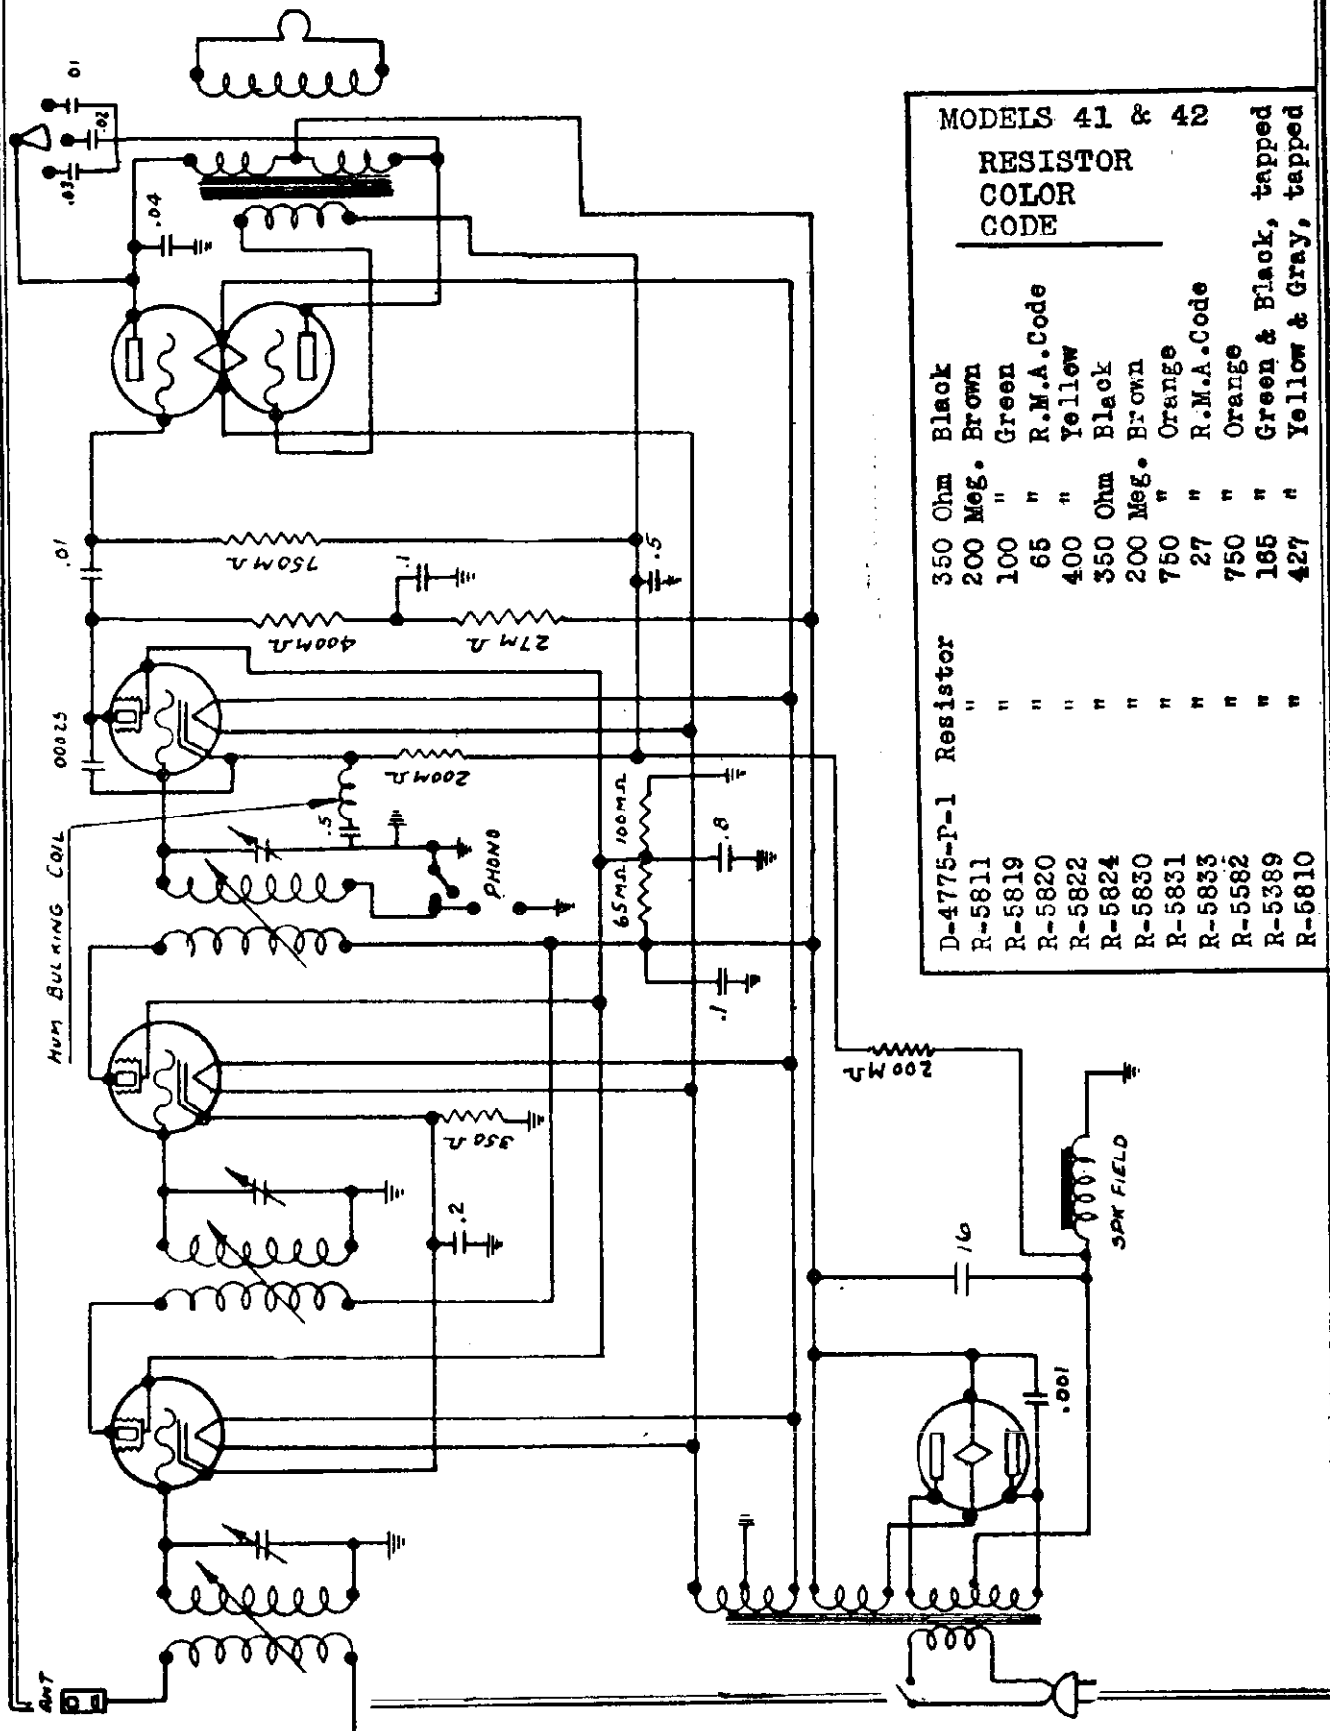 MODELS 41 & 42
RESISTOR
COLOR
CODE
D-4775-P-1 Resistor 350 Ohm Black
R-5811 " 200 Meg. Brown
R-5819 " 100 " Green
R-5820 " 65 " R.M.A.Code
R-5822 " 400 " Yellow
R-5824 " 350 Ohm Black
R-5830 " 200 Meg. Brown
R-5831 " 750 " Orange
R-5833 " 27 " R.M.A.Code
R-5582 " 750 " Orange
R-5389 " 185 " Green & Black, tapped
R-5810 " 427 " Yellow & Gray, tapped
ANT
HUM BULKING COIL
.00025
.01
.04
.03
.02
01
750MΩ
400MΩ
.1
27MΩ
.5
200MΩ
.5
PHONO
65MΩ
100MΩ
.8
.1
350Ω
.2
200MΩ
16
SPK FIELD
.001